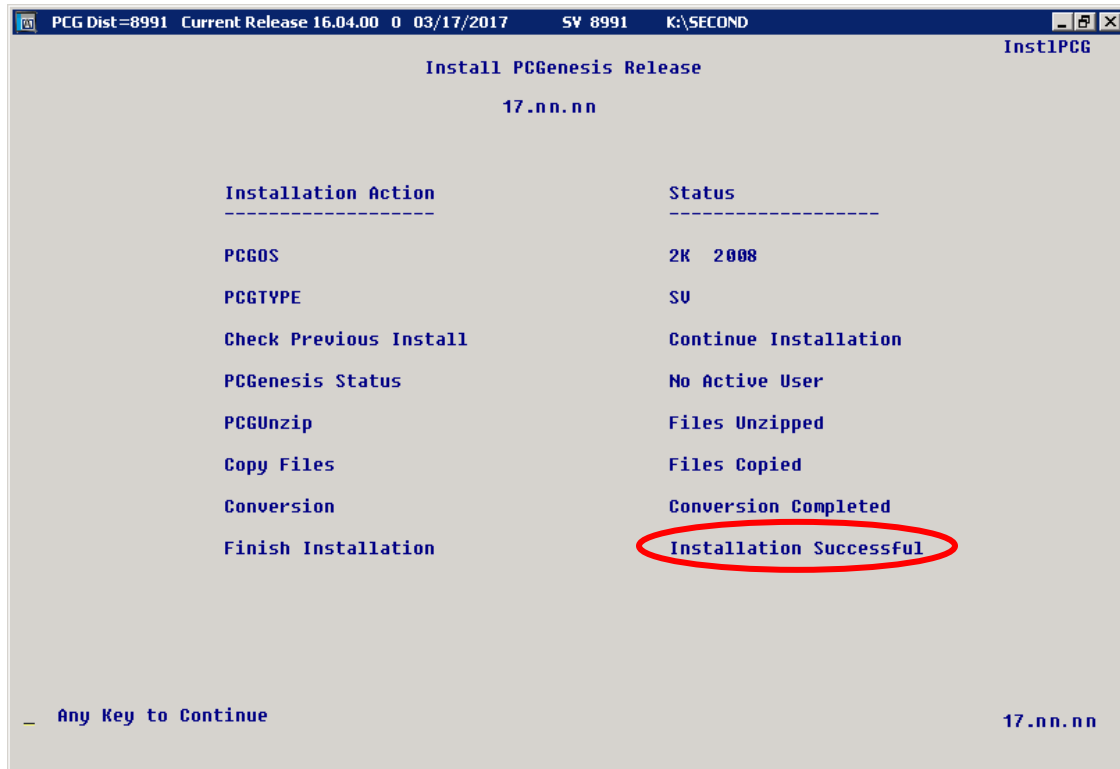 PCG Dist=8991 Current Release 16.04.00 0 03/17/2017 SV 8991 K:\SECOND
InstlPCG
Install PCGenesis Release
17.nn.nn
Installation Action Status
------------------- -------------------
PCGOS 2K 2008
PCGTYPE SV
Check Previous Install Continue Installation
PCGenesis Status No Active User
PCGUnzip Files Unzipped
Copy Files Files Copied
Conversion Conversion Completed
Finish Installation Installation Successful
_ Any Key to Continue
17.nn.nn